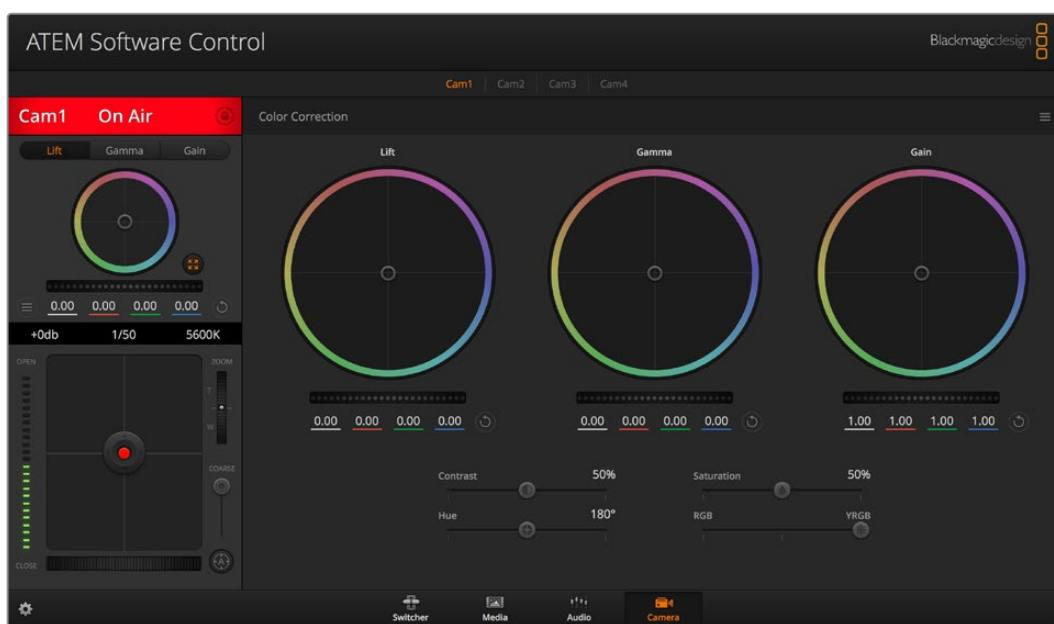 ATEM Software Control
Blackmagicdesign
Cam1 Cam2 Cam3 Cam4
Cam1 On Air
Color Correction
Lift Gamma Gain
Lift Gamma Gain
0.00 0.00 0.00 0.00
+0db 1/50 5600K
OPEN ZOOM
T
W
COARSE
A
CLOSE
0.00 0.00 0.00 0.00
0.00 0.00 0.00 0.00
1.00 1.00 1.00 1.00
Contrast 50%
Saturation 50%
Hue 180°
RGB YRGB
Switcher Media Audio Camera